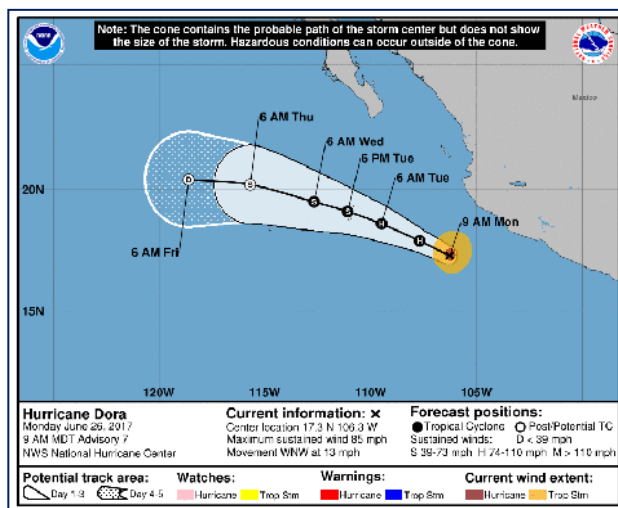 Note: The cone contains the probable path of the storm center but does not show
the size of the storm. Hazardous conditions can occur outside of the cone.
Mexico
6 AM Thu
6 AM Wed
6 PM Tue
6 AM Tue
9 AM Mon
6 AM Fri
D
S
S
S
H
H
20N
15N
120W
115W
110W
105W
Hurricane Dora
Monday June 26, 2017
9 AM MDT Advisory 7
NWS National Hurricane Center
Current information: ×
Center location 17.3 N 106.3 W
Maximum sustained wind 85 mph
Movement WNW at 13 mph
Forecast positions:
● Tropical Cyclone ○ Post/Potential TC
Sustained winds: D < 39 mph
S 39-73 mph H 74-110 mph M > 110 mph
Potential track area:
Day 1-3 Day 4-5
Watches:
Hurricane Trop Stm
Warnings:
Hurricane Trop Stm
Current wind extent:
Hurricane Trop Stm